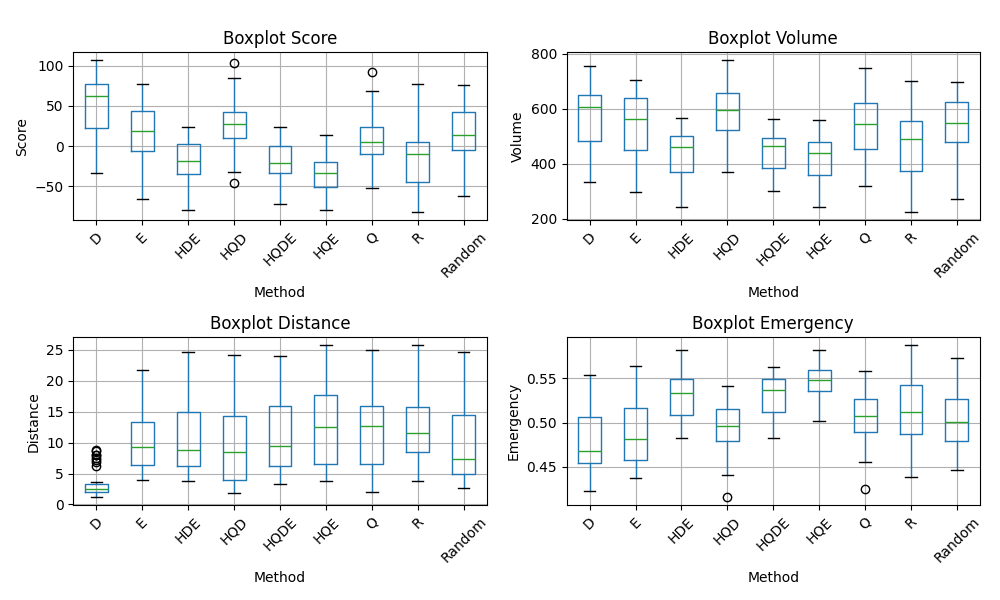 Boxplot Score
Score
100
50
0
−50
D
E
HDE
HQD
HQDE
HQE
Q
R
Random
Method
Boxplot Volume
Volume
800
600
400
200
D
E
HDE
HQD
HQDE
HQE
Q
R
Random
Method
Boxplot Distance
Distance
25
20
15
10
5
0
D
E
HDE
HQD
HQDE
HQE
Q
R
Random
Method
Boxplot Emergency
Emergency
0.55
0.50
0.45
D
E
HDE
HQD
HQDE
HQE
Q
R
Random
Method